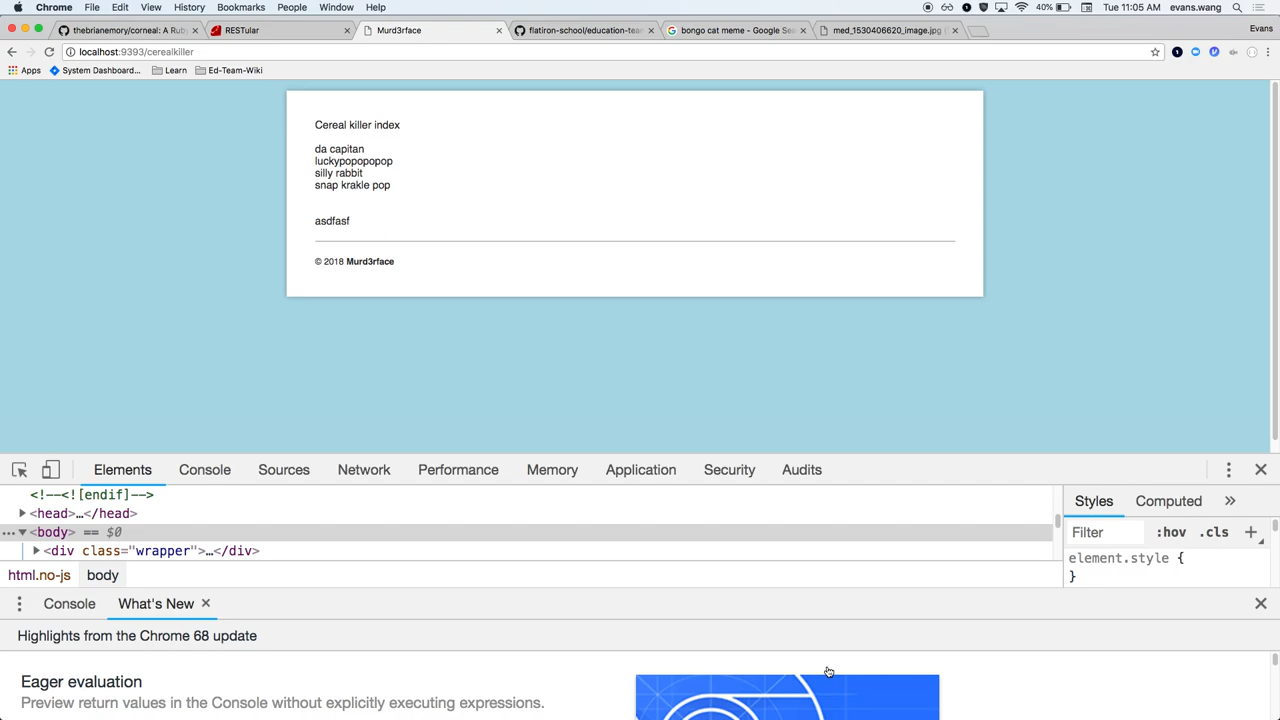 Chrome File Edit View History Bookmarks People Window Help 40% Tue 11:05 AM evans.wang
thebrianemory/corneal: A Rub
RESTular
Murd3rface
flatiron-school/education-tea
bongo cat meme - Google Sea
med_1530406620_image.jpg (
Evans
localhost:9393/cerealkiller
Apps System Dashboard... Learn Ed-Team-Wiki
Cereal killer index
da capitan
luckypopopopop
silly rabbit
snap krakle pop
asdfasf
© 2018 Murd3rface
Elements Console Sources Network Performance Memory Application Security Audits
<!--<![endif]-->
<head>…</head>
<body> == $0
<div class="wrapper">…</div>
html.no-js body
Styles Computed »
Filter :hov .cls +
element.style {
}
Console What's New ×
Highlights from the Chrome 68 update
Eager evaluation
Preview return values in the Console without explicitly executing expressions.